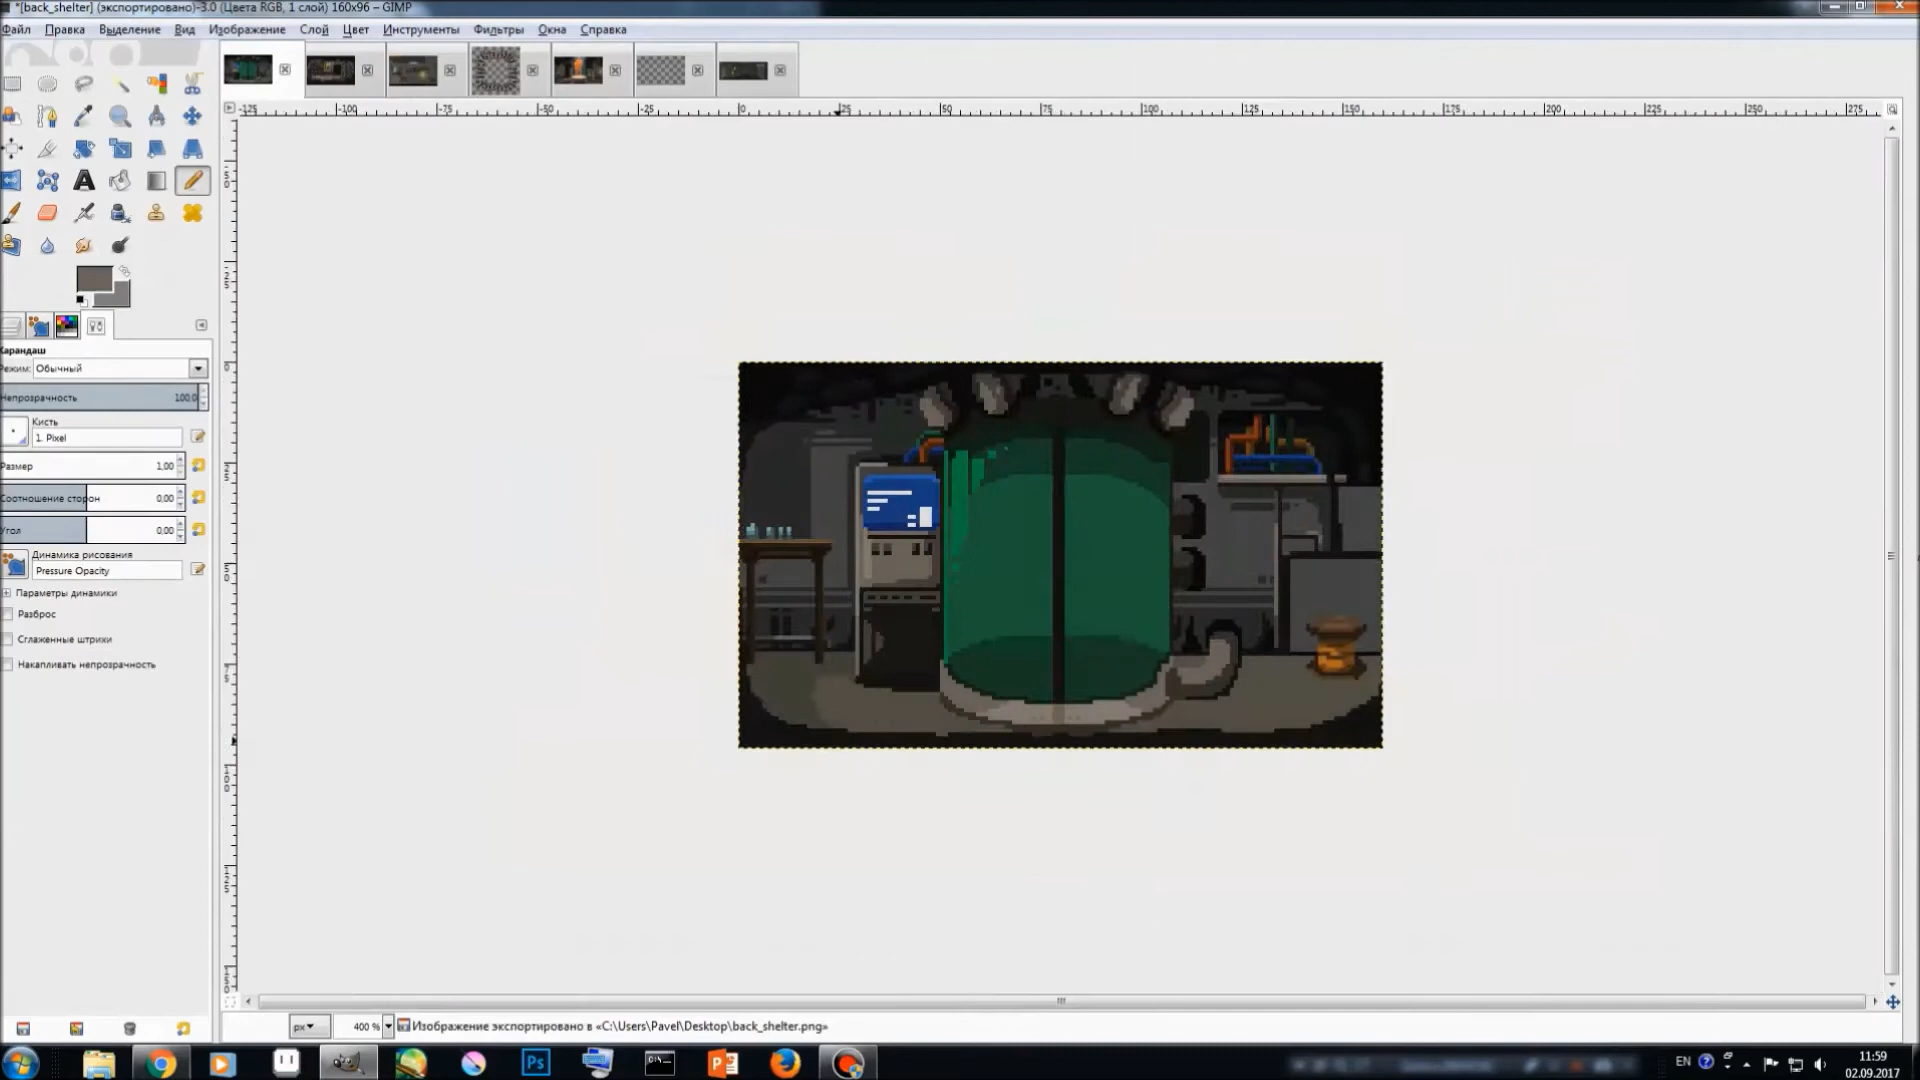 *[back_shelter] (экспортировано)-3.0 (Цвета RGB, 1 слой) 160x96 – GIMP
Файл Правка Выделение Вид Изображение Слой Цвет Инструменты Фильтры Окна Справка
-125 -100 -75 -50 -25 0 25 50 75 100 125 150 175 200 225 250 275
Карандаш
Режим: Обычный
Непрозрачность 100,0
Кисть
1. Pixel
Размер 1,00
Соотношение сторон 0,00
Угол 0,00
Динамика рисования
Pressure Opacity
Параметры динамики
Разброс
Сглаженные штрихи
Накапливать непрозрачность
px 400 % Изображение экспортировано в «C:\Users\Pavel\Desktop\back_shelter.png»
Ps
EN
11:59
02.09.2017